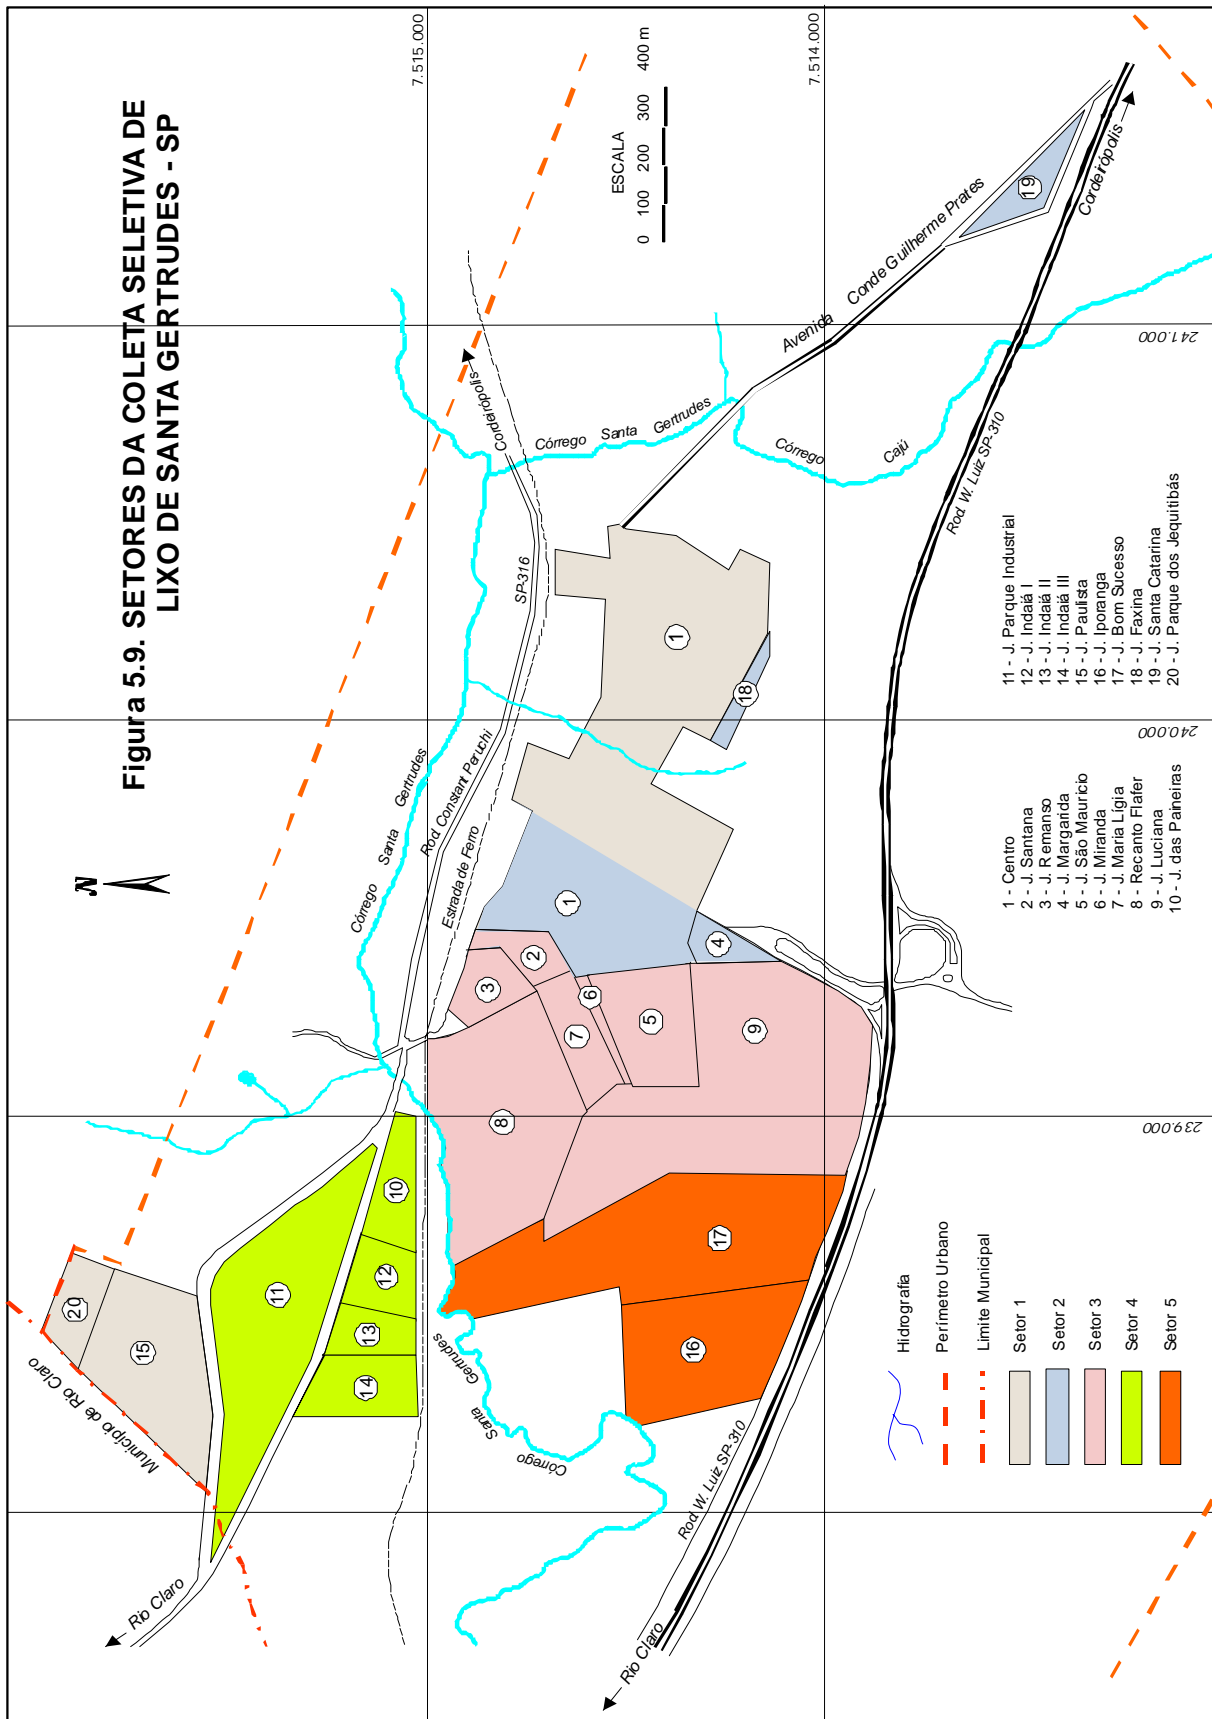 Figura 5.9. SETORES DA COLETA SELETIVA DE
LIXO DE SANTA GERTRUDES - SP
N
ESCALA
0 100 200 300 400 m
7.515.000
7.514.000
239.000
240.000
241.000
Município de Rio Claro
Rio Claro
Rio Claro
Córrego Santa Gertrudes
Córrego Santa Gertrudes
Córrego Santa Gertrudes
Córrego Cajú
Rod. Constant Peruchi
SP-316
Estrada de Ferro
Cordeirópolis
Avenida Conde Guilherme Prates
Cordeirópolis
Rod. W. Luiz SP-310
Rod. W. Luiz SP-310
20
15
11
14
13
12
10
8
3
2
7
6
5
9
4
1
1
18
17
16
19
Hidrografia
Perímetro Urbano
Limite Municipal
Setor 1
Setor 2
Setor 3
Setor 4
Setor 5
1 - Centro
2 - J. Santana
3 - J. Remanso
4 - J. Margarida
5 - J. São Maurício
6 - J. Miranda
7 - J. Maria Lígia
8 - Recanto Flafer
9 - J. Luciana
10 - J. das Paineiras
11 - J. Parque Industrial
12 - J. Indaiá I
13 - J. Indaiá II
14 - J. Indaiá III
15 - J. Paulista
16 - J. Iporanga
17 - J. Bom Sucesso
18 - J. Faxina
19 - J. Santa Catarina
20 - J. Parque dos Jequitibás